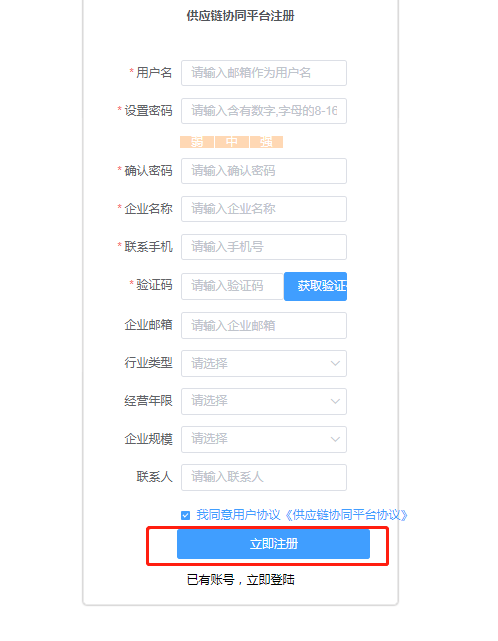 供应链协同平台注册
* 用户名 请输入邮箱作为用户名
* 设置密码 请输入含有数字,字母的8-16
弱 中 强
* 确认密码 请输入确认密码
* 企业名称 请输入企业名称
* 联系手机 请输入手机号
* 验证码 请输入验证码 获取验证
企业邮箱 请输入企业邮箱
行业类型 请选择
经营年限 请选择
企业规模 请选择
联系人 请输入联系人
我同意用户协议《供应链协同平台协议》
立即注册
已有账号，立即登陆